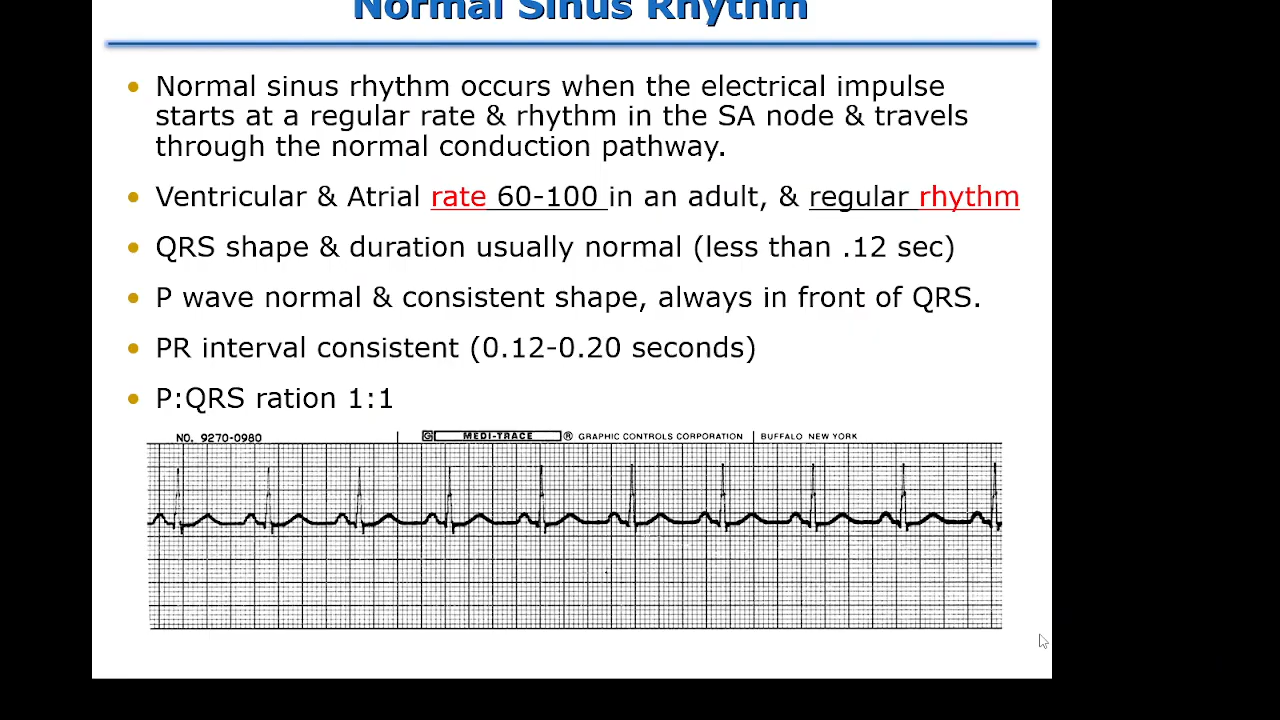 Normal Sinus Rhythm
Normal sinus rhythm occurs when the electrical impulse
starts at a regular rate & rhythm in the SA node & travels
through the normal conduction pathway.
Ventricular & Atrial rate 60-100 in an adult, & regular rhythm
QRS shape & duration usually normal (less than .12 sec)
P wave normal & consistent shape, always in front of QRS.
PR interval consistent (0.12-0.20 seconds)
P:QRS ration 1:1
NO. 9270-0980 G MEDI-TRACE ® GRAPHIC CONTROLS CORPORATION BUFFALO NEW YORK